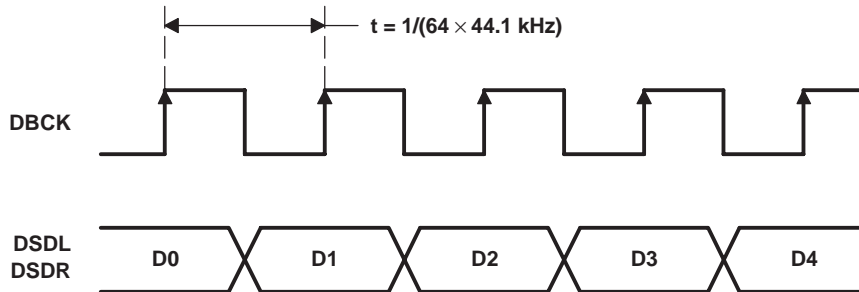 t = 1/(64 × 44.1 kHz)
DBCK
DSDL
DSDR
D0 D1 D2 D3 D4